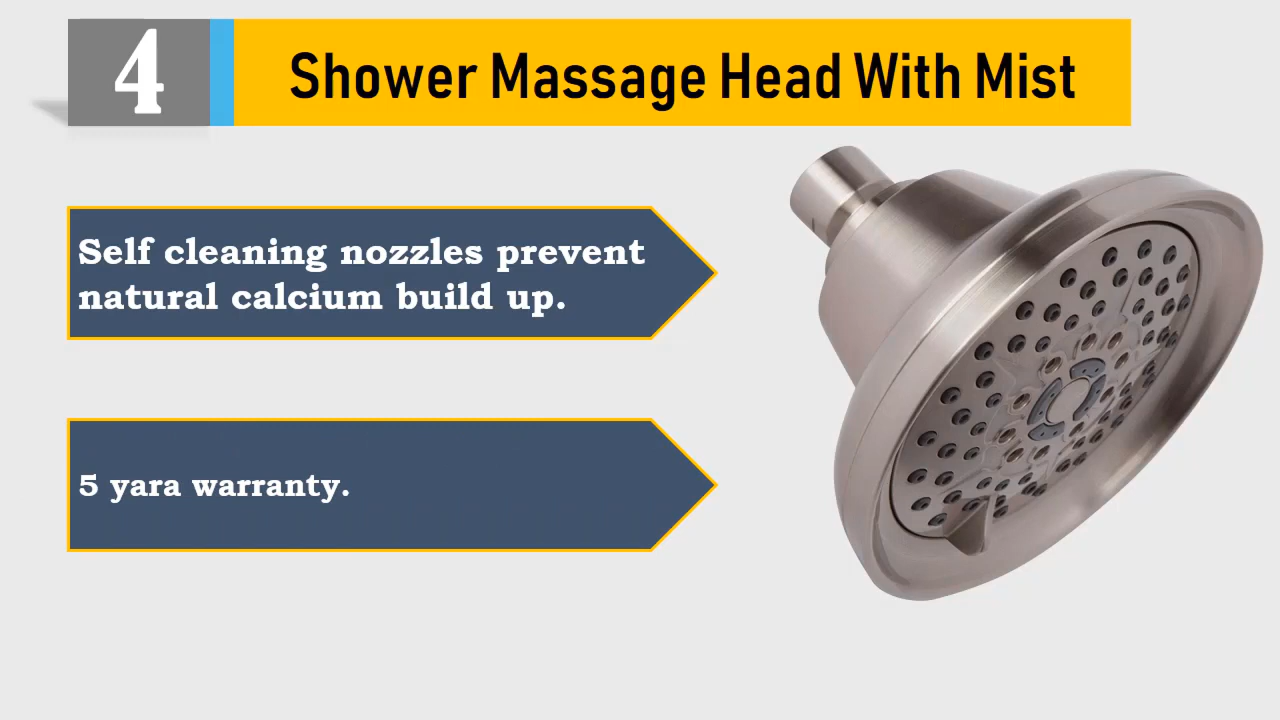 4
Shower Massage Head With Mist
Self cleaning nozzles prevent
natural calcium build up.
5 yara warranty.